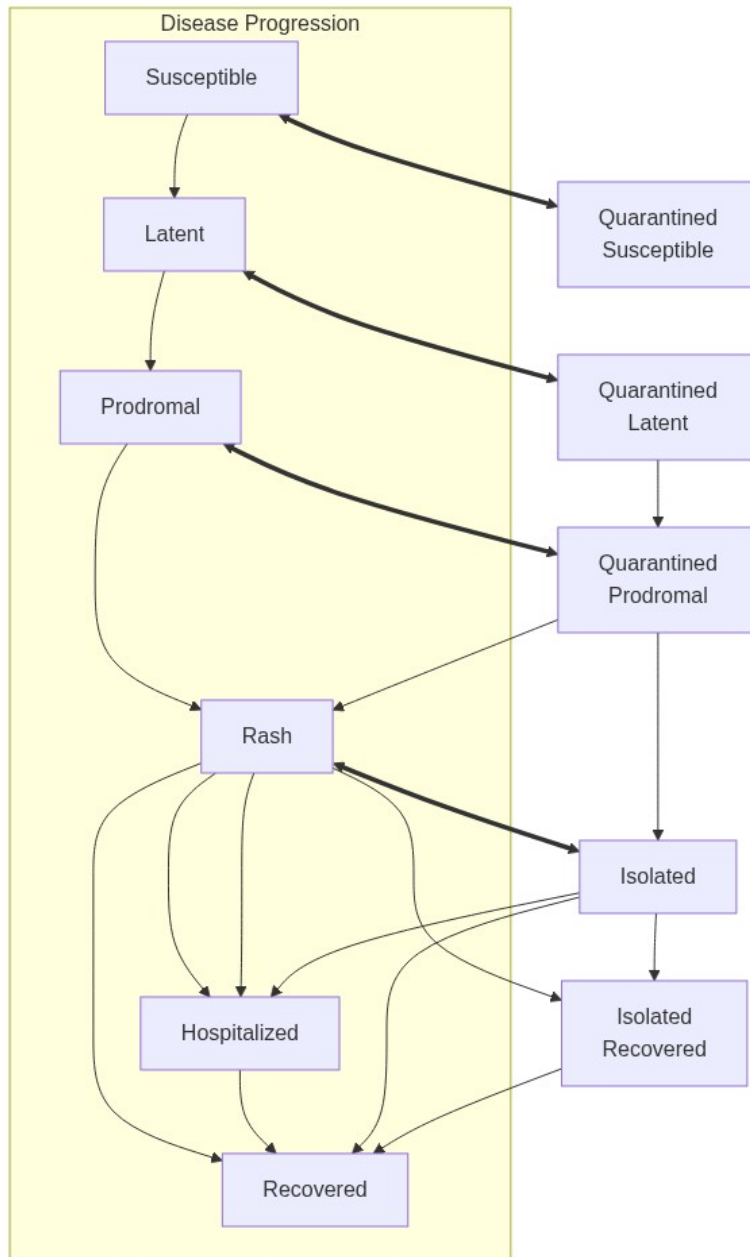 Disease Progression
Susceptible
Quarantined
Susceptible
Latent
Quarantined
Latent
Prodromal
Quarantined
Prodromal
Rash
Isolated
Hospitalized
Isolated
Recovered
Recovered